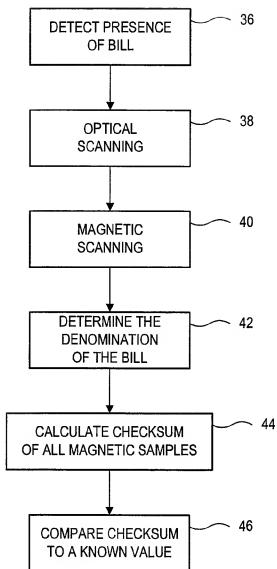 DETECT PRESENCE
OF BILL
36
OPTICAL
SCANNING
38
MAGNETIC
SCANNING
40
DETERMINE THE
DENOMINATION
OF THE BILL
42
CALCULATE CHECKSUM
OF ALL MAGNETIC SAMPLES
44
COMPARE CHECKSUM
TO A KNOWN VALUE
46